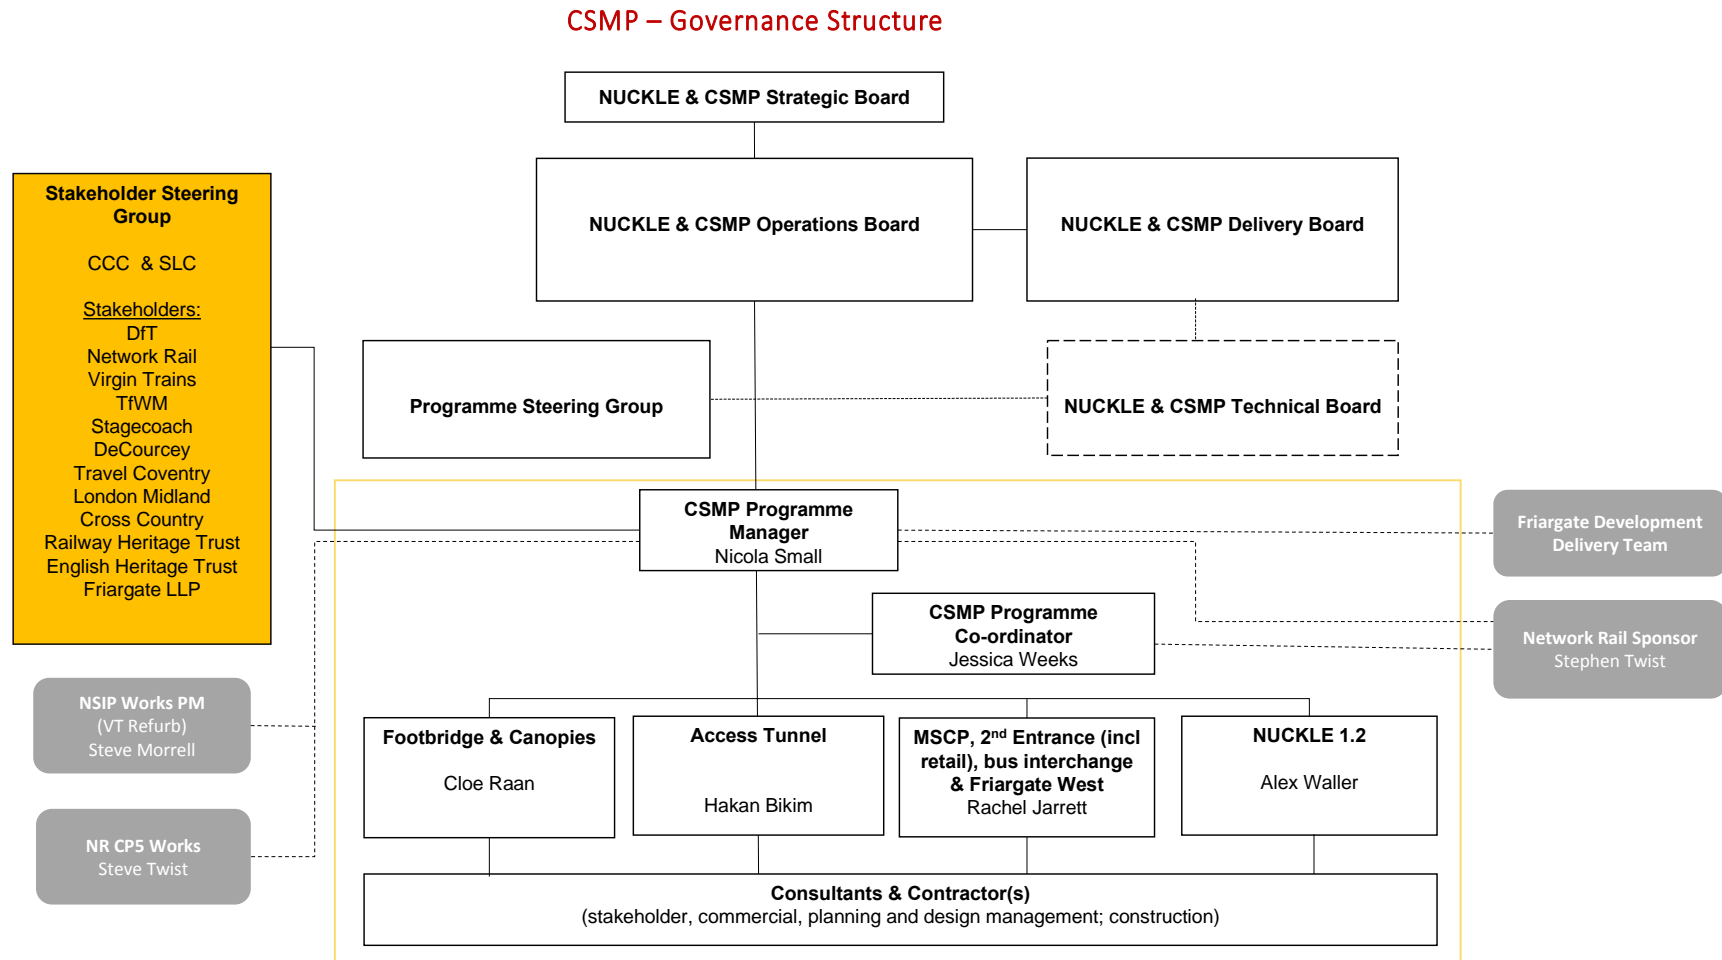 CSMP – Governance Structure
NUCKLE & CSMP Strategic Board
NUCKLE & CSMP Operations Board
NUCKLE & CSMP Delivery Board
Stakeholder Steering
Group
CCC & SLC
Stakeholders:
DfT
Network Rail
Virgin Trains
TfWM
Stagecoach
DeCourcey
Travel Coventry
London Midland
Cross Country
Railway Heritage Trust
English Heritage Trust
Friargate LLP
Programme Steering Group
NUCKLE & CSMP Technical Board
CSMP Programme
Manager
Nicola Small
Friargate Development
Delivery Team
CSMP Programme
Co-ordinator
Jessica Weeks
Network Rail Sponsor
Stephen Twist
NSIP Works PM
(VT Refurb)
Steve Morrell
NR CP5 Works
Steve Twist
Footbridge & Canopies
Cloe Raan
Access Tunnel
Hakan Bikim
MSCP, 2nd Entrance (incl
retail), bus interchange
& Friargate West
Rachel Jarrett
NUCKLE 1.2
Alex Waller
Consultants & Contractor(s)
(stakeholder, commercial, planning and design management; construction)